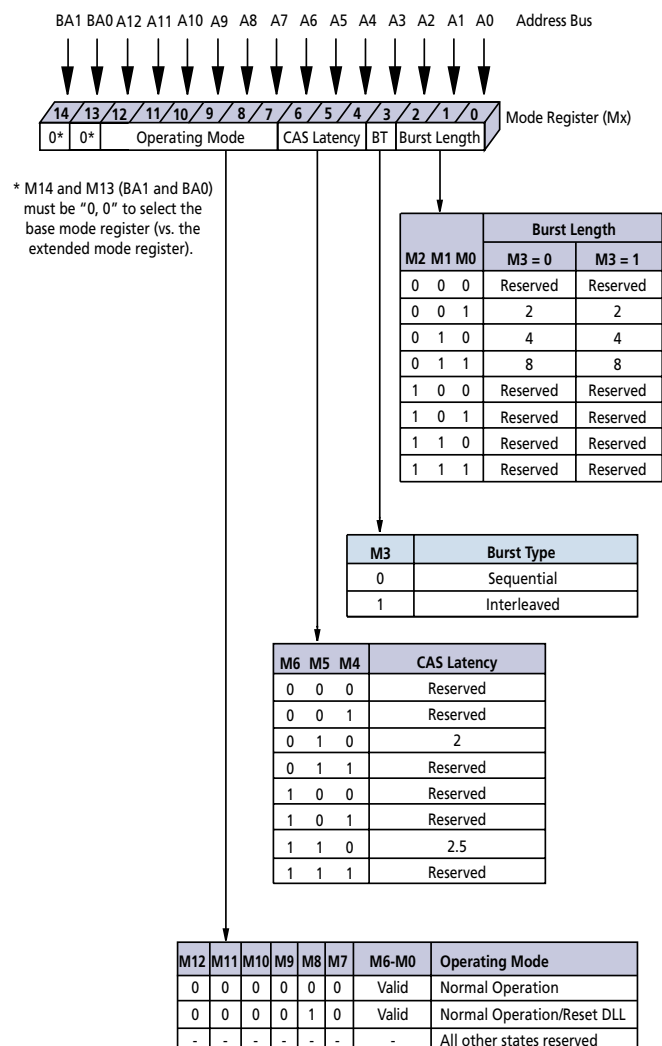 BA1 BA0 A12 A11 A10 A9 A8 A7 A6 A5 A4 A3 A2 A1 A0 Address Bus
14 13 12 11 10 9 8 7 6 5 4 3 2 1 0
Mode Register (Mx)
0* 0* Operating Mode CAS Latency BT Burst Length
* M14 and M13 (BA1 and BA0)
must be “0, 0” to select the
base mode register (vs. the
extended mode register).
Burst Length
M2 M1 M0 M3 = 0 M3 = 1
0 0 0 Reserved Reserved
0 0 1 2 2
0 1 0 4 4
0 1 1 8 8
1 0 0 Reserved Reserved
1 0 1 Reserved Reserved
1 1 0 Reserved Reserved
1 1 1 Reserved Reserved
M3 Burst Type
0 Sequential
1 Interleaved
M6 M5 M4 CAS Latency
0 0 0 Reserved
0 0 1 Reserved
0 1 0 2
0 1 1 Reserved
1 0 0 Reserved
1 0 1 Reserved
1 1 0 2.5
1 1 1 Reserved
M12 M11 M10 M9 M8 M7 M6-M0 Operating Mode
0 0 0 0 0 0 Valid Normal Operation
0 0 0 0 1 0 Valid Normal Operation/Reset DLL
- - - - - - - All other states reserved